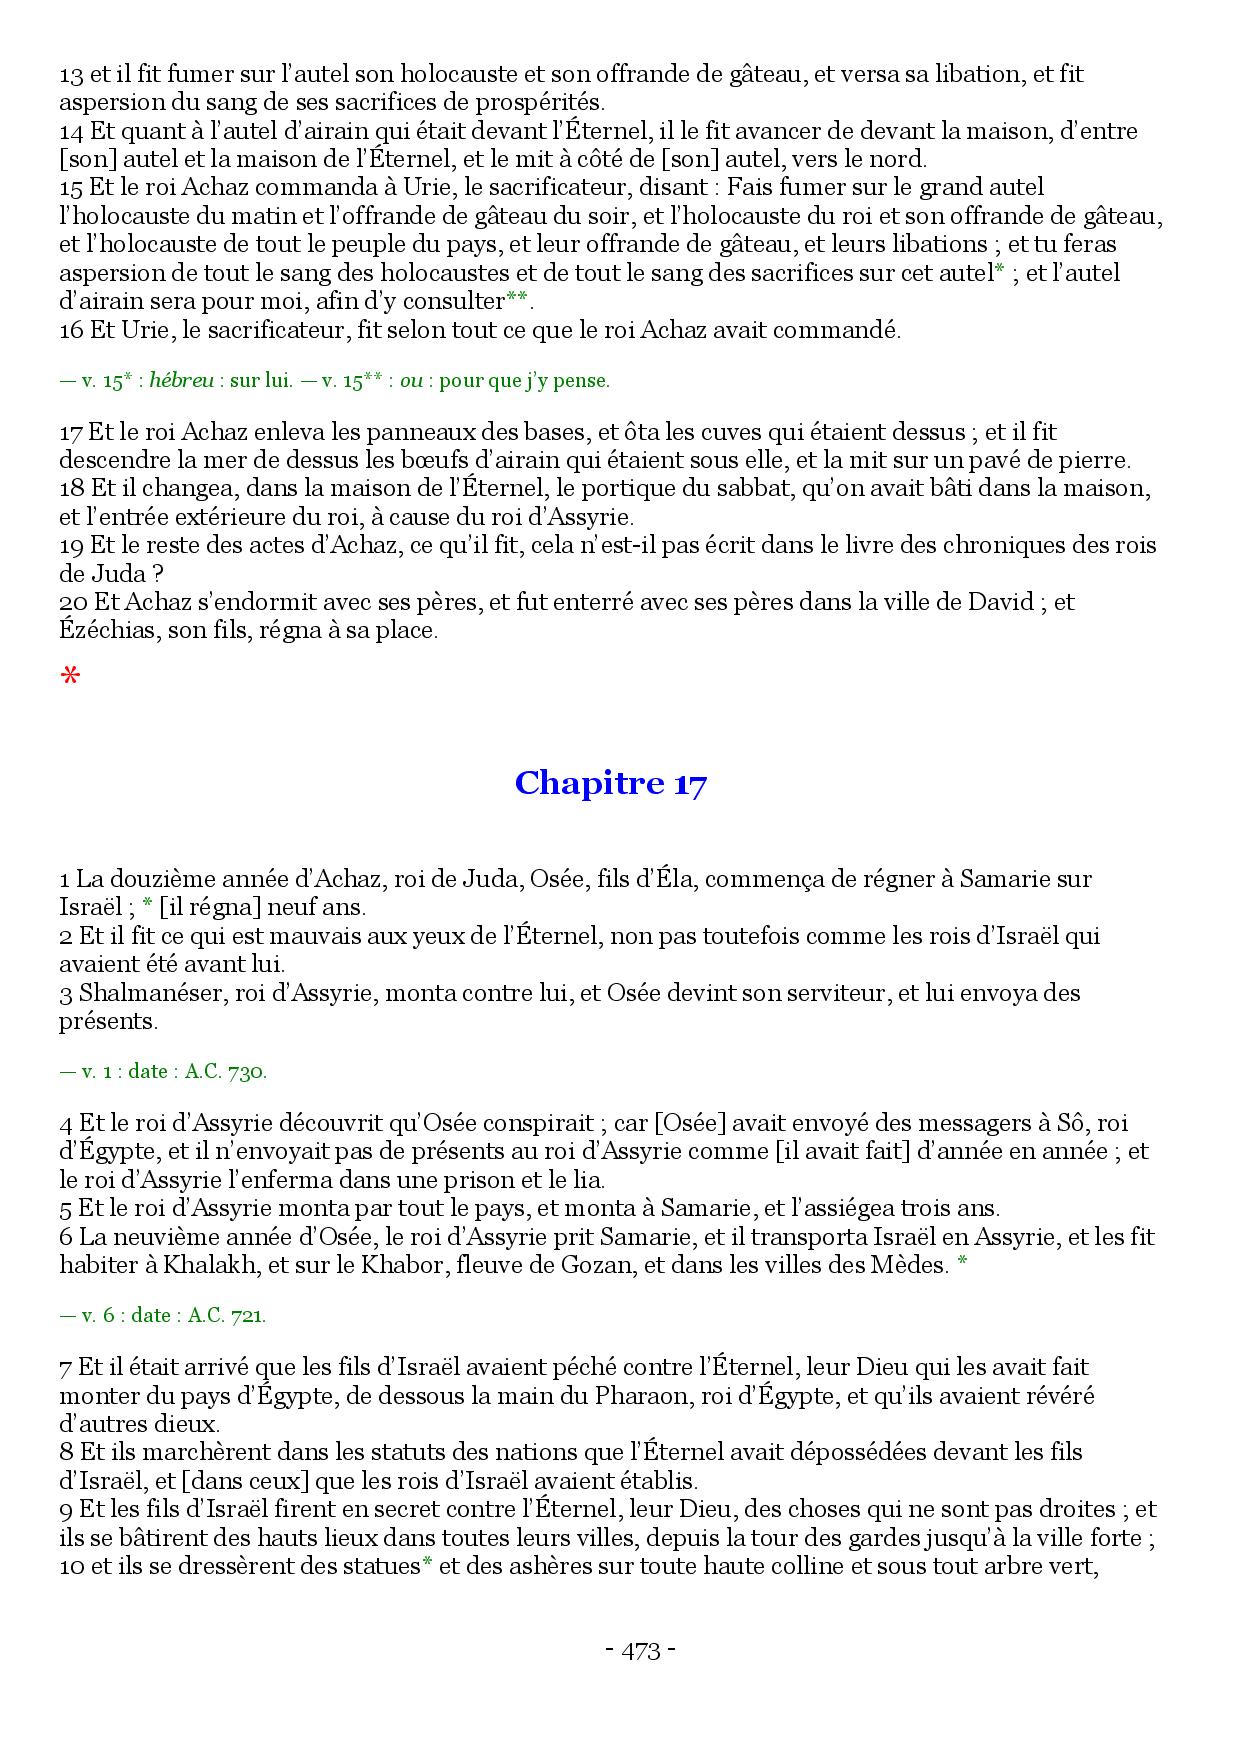 13 et il fit fumer sur l’autel son holocauste et son offrande de gâteau, et versa sa libation, et fit
aspersion du sang de ses sacrifices de prospérités.
14 Et quant à l’autel d’airain qui était devant l’Éternel, il le fit avancer de devant la maison, d’entre
[son] autel et la maison de l’Éternel, et le mit à côté de [son] autel, vers le nord.
15 Et le roi Achaz commanda à Urie, le sacrificateur, disant : Fais fumer sur le grand autel
l’holocauste du matin et l’offrande de gâteau du soir, et l’holocauste du roi et son offrande de gâteau,
et l’holocauste de tout le peuple du pays, et leur offrande de gâteau, et leurs libations ; et tu feras
aspersion de tout le sang des holocaustes et de tout le sang des sacrifices sur cet autel* ; et l’autel
d’airain sera pour moi, afin d’y consulter**.
16 Et Urie, le sacrificateur, fit selon tout ce que le roi Achaz avait commandé.
— v. 15* : hébreu : sur lui. — v. 15** : ou : pour que j’y pense.
17 Et le roi Achaz enleva les panneaux des bases, et ôta les cuves qui étaient dessus ; et il fit
descendre la mer de dessus les bœufs d’airain qui étaient sous elle, et la mit sur un pavé de pierre.
18 Et il changea, dans la maison de l’Éternel, le portique du sabbat, qu’on avait bâti dans la maison,
et l’entrée extérieure du roi, à cause du roi d’Assyrie.
19 Et le reste des actes d’Achaz, ce qu’il fit, cela n’est-il pas écrit dans le livre des chroniques des rois
de Juda ?
20 Et Achaz s’endormit avec ses pères, et fut enterré avec ses pères dans la ville de David ; et
Ézéchias, son fils, régna à sa place.
*
Chapitre 17
1 La douzième année d’Achaz, roi de Juda, Osée, fils d’Éla, commença de régner à Samarie sur
Israël ; * [il régna] neuf ans.
2 Et il fit ce qui est mauvais aux yeux de l’Éternel, non pas toutefois comme les rois d’Israël qui
avaient été avant lui.
3 Shalmanéser, roi d’Assyrie, monta contre lui, et Osée devint son serviteur, et lui envoya des
présents.
— v. 1 : date : A.C. 730.
4 Et le roi d’Assyrie découvrit qu’Osée conspirait ; car [Osée] avait envoyé des messagers à Sô, roi
d’Égypte, et il n’envoyait pas de présents au roi d’Assyrie comme [il avait fait] d’année en année ; et
le roi d’Assyrie l’enferma dans une prison et le lia.
5 Et le roi d’Assyrie monta par tout le pays, et monta à Samarie, et l’assiégea trois ans.
6 La neuvième année d’Osée, le roi d’Assyrie prit Samarie, et il transporta Israël en Assyrie, et les fit
habiter à Khalakh, et sur le Khabor, fleuve de Gozan, et dans les villes des Mèdes. *
— v. 6 : date : A.C. 721.
7 Et il était arrivé que les fils d’Israël avaient péché contre l’Éternel, leur Dieu qui les avait fait
monter du pays d’Égypte, de dessous la main du Pharaon, roi d’Égypte, et qu’ils avaient révéré
d’autres dieux.
8 Et ils marchèrent dans les statuts des nations que l’Éternel avait dépossédées devant les fils
d’Israël, et [dans ceux] que les rois d’Israël avaient établis.
9 Et les fils d’Israël firent en secret contre l’Éternel, leur Dieu, des choses qui ne sont pas droites ; et
ils se bâtirent des hauts lieux dans toutes leurs villes, depuis la tour des gardes jusqu’à la ville forte ;
10 et ils se dressèrent des statues* et des ashères sur toute haute colline et sous tout arbre vert,
- 473 -